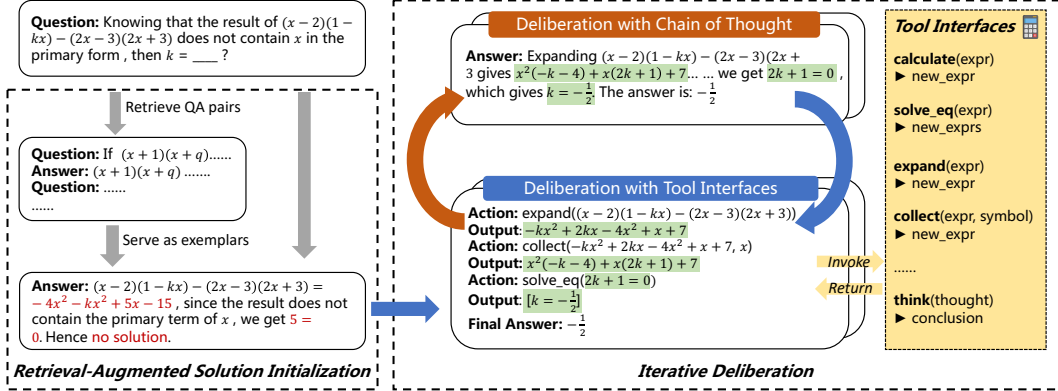 Question: Knowing that the result of (x − 2)(1 −
kx) − (2x − 3)(2x + 3) does not contain x in the
primary form , then k = ____ ?
Retrieve QA pairs
Question: If (x + 1)(x + q)......
Answer: (x + 1)(x + q) .......
Question: ......
......
Serve as exemplars
Answer: (x − 2)(1 − kx) − (2x − 3)(2x + 3) =
− 4x² − kx² + 5x − 15 , since the result does not
contain the primary term of x , we get 5 =
0. Hence no solution.
Retrieval-Augmented Solution Initialization
Deliberation with Chain of Thought
Answer: Expanding (x − 2)(1 − kx) − (2x − 3)(2x +
3 gives x²(−k − 4) + x(2k + 1) + 7... ... we get 2k + 1 = 0 ,
which gives k = −1/2. The answer is: −1/2
Deliberation with Tool Interfaces
Action: expand((x − 2)(1 − kx) − (2x − 3)(2x + 3))
Output: −kx² + 2kx − 4x² + x + 7
Action: collect(−kx² + 2kx − 4x² + x + 7, x)
Output: x²(−k − 4) + x(2k + 1) + 7
Action: solve_eq(2k + 1 = 0)
Output: [k = −1/2]
Final Answer: −1/2
Iterative Deliberation
Invoke
Return
Tool Interfaces
calculate(expr)
► new_expr
solve_eq(expr)
► new_exprs
expand(expr)
► new_expr
collect(expr, symbol)
► new_expr
......
think(thought)
► conclusion